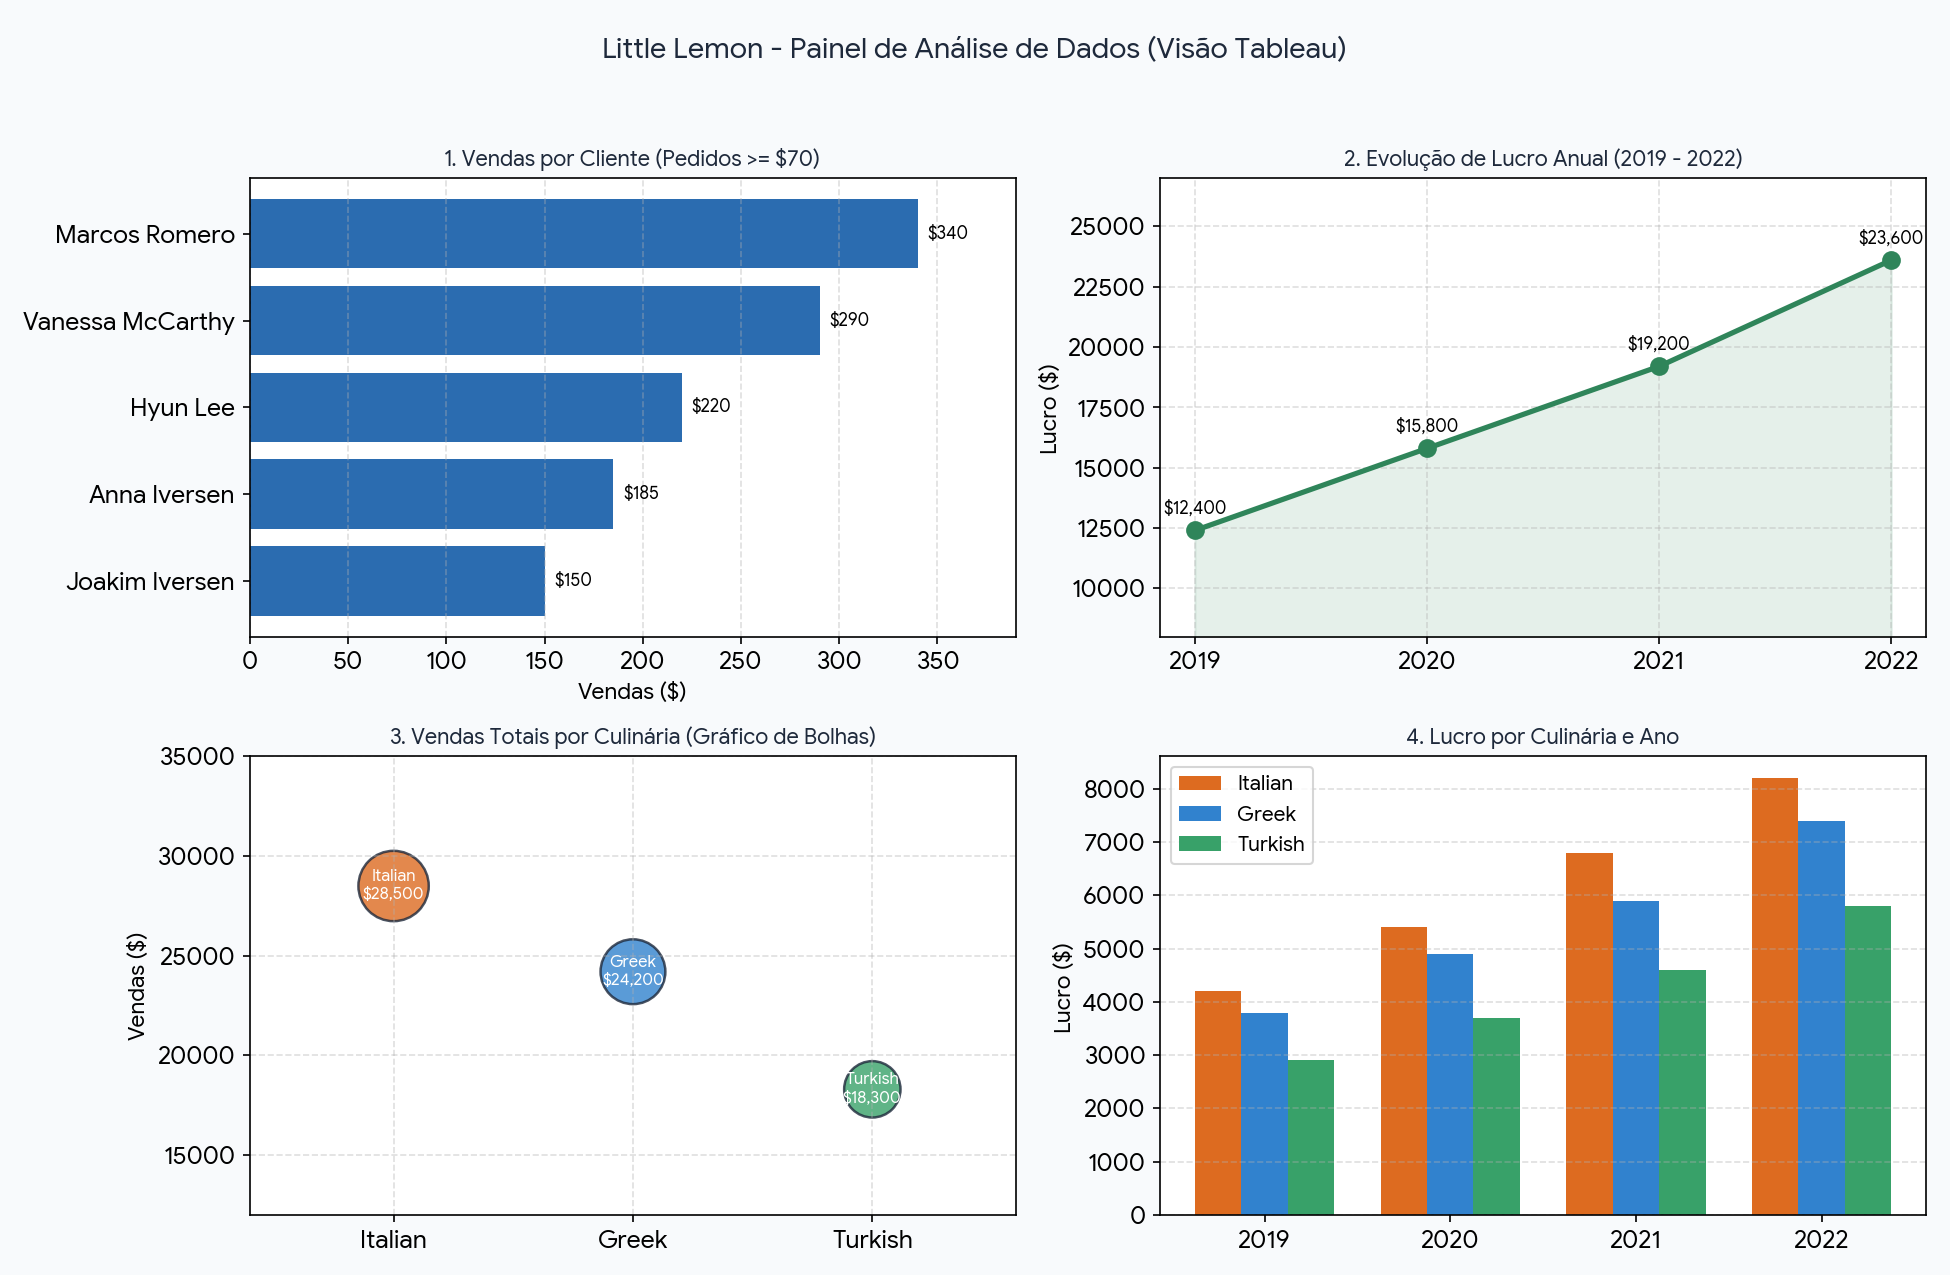 Little Lemon - Painel de Análise de Dados (Visão Tableau)
1. Vendas por Cliente (Pedidos >= $70)
Marcos Romero
$340
Vanessa McCarthy
$290
Hyun Lee
$220
Anna Iversen
$185
Joakim Iversen
$150
0 50 100 150 200 250 300 350
Vendas ($)
2. Evolução de Lucro Anual (2019 - 2022)
Lucro ($)
25000
22500
20000
17500
15000
12500
10000
$12,400
$15,800
$19,200
$23,600
2019 2020 2021 2022
3. Vendas Totais por Culinária (Gráfico de Bolhas)
Vendas ($)
35000
30000
25000
20000
15000
Italian
$28,500
Greek
$24,200
Turkish
$18,300
Italian Greek Turkish
4. Lucro por Culinária e Ano
Lucro ($)
8000
7000
6000
5000
4000
3000
2000
1000
0
Italian
Greek
Turkish
2019 2020 2021 2022